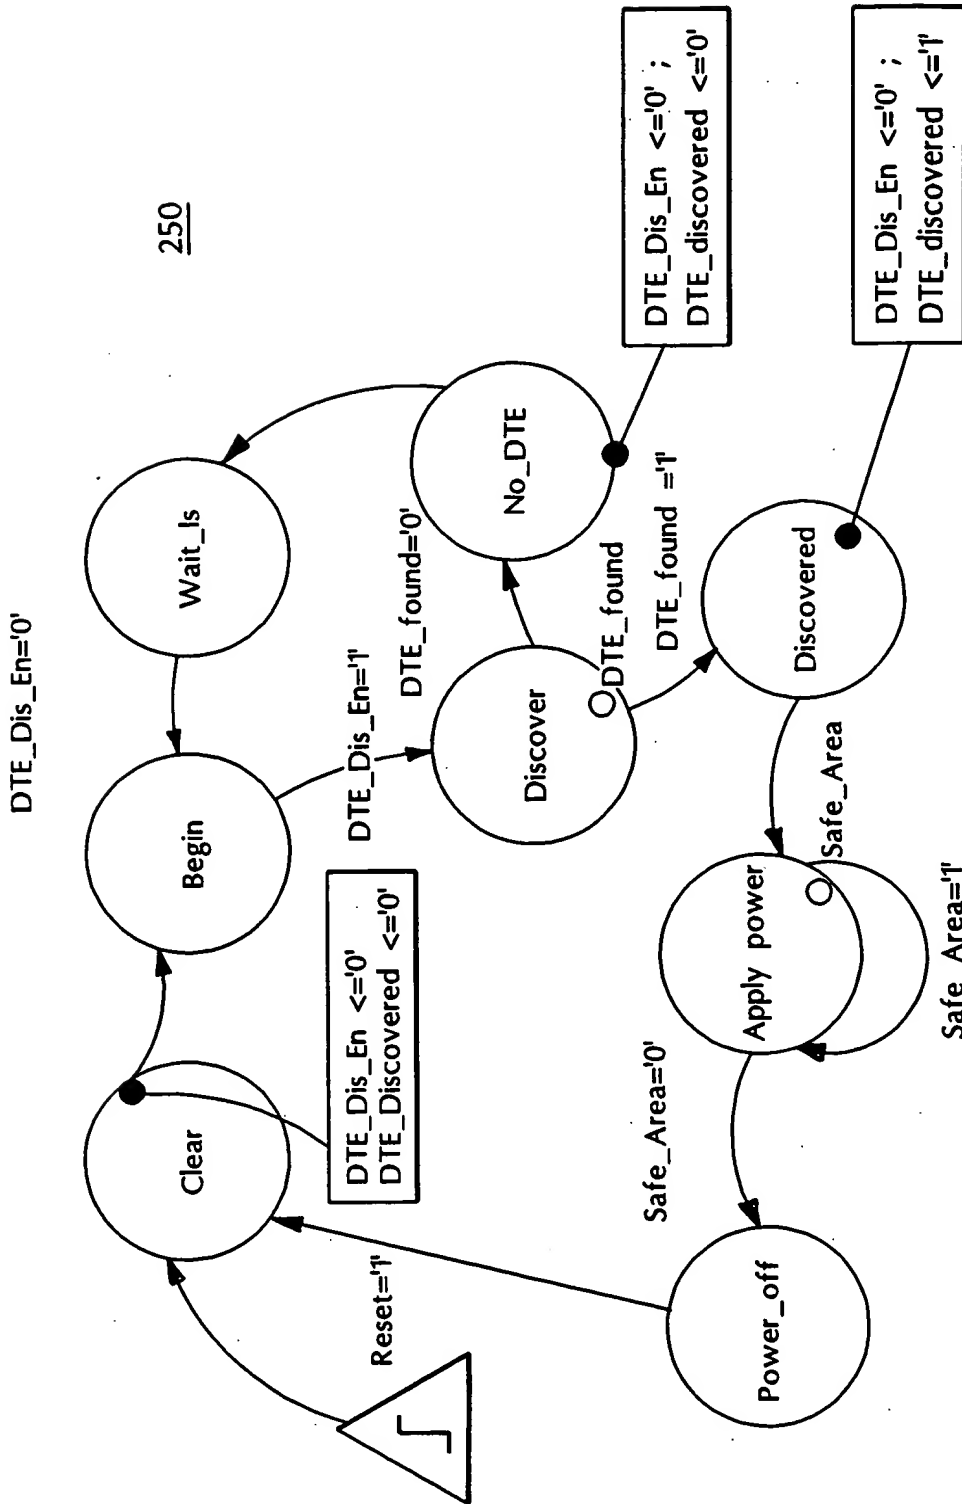 250
DTE_Dis_En='0'
Wait_ls
Begin
Clear
No_DTE
DTE_Dis_En <='0' ;
DTE_discovered <='0'
DTE_found='0'
DTE_Dis_En='1'
Discover
DTE_found
DTE_found ='1'
DTE_Dis_En <='0'
DTE_Discovered <='0'
Reset='1'
Discovered
DTE_Dis_En <='0' ;
DTE_discovered <='1'
Safe_Area
Apply power
Safe_Area='1'
Safe_Area='0'
Power_off